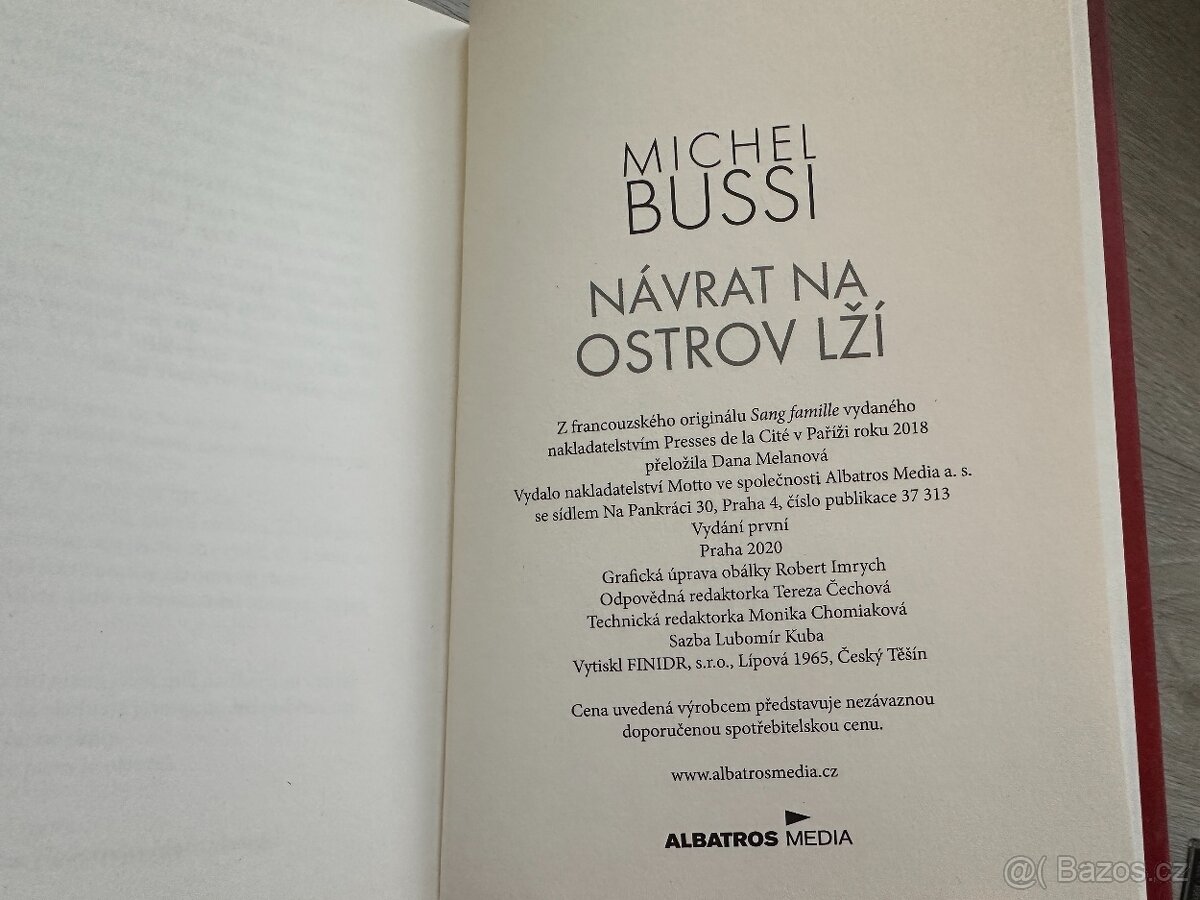 MICHEL
BUSSI
NÁVRAT NA
OSTROV LŽÍ
Z francouzského originálu Sang famille vydaného
nakladatelstvím Presses de la Cité v Paříži roku 2018
přeložila Dana Melanová
Vydalo nakladatelství Motto ve společnosti Albatros Media a. s.
se sídlem Na Pankráci 30, Praha 4, číslo publikace 37 313
Vydání první
Praha 2020
Grafická úprava obálky Robert Imrych
Odpovědná redaktorka Tereza Čechová
Technická redaktorka Monika Chomiaková
Sazba Lubomír Kuba
Vytiskl FINIDR, s.r.o., Lípová 1965, Český Těšín
Cena uvedená výrobcem představuje nezávaznou
doporučenou spotřebitelskou cenu.
www.albatrosmedia.cz
ALBATROS MEDIA
@( Bazos.cz